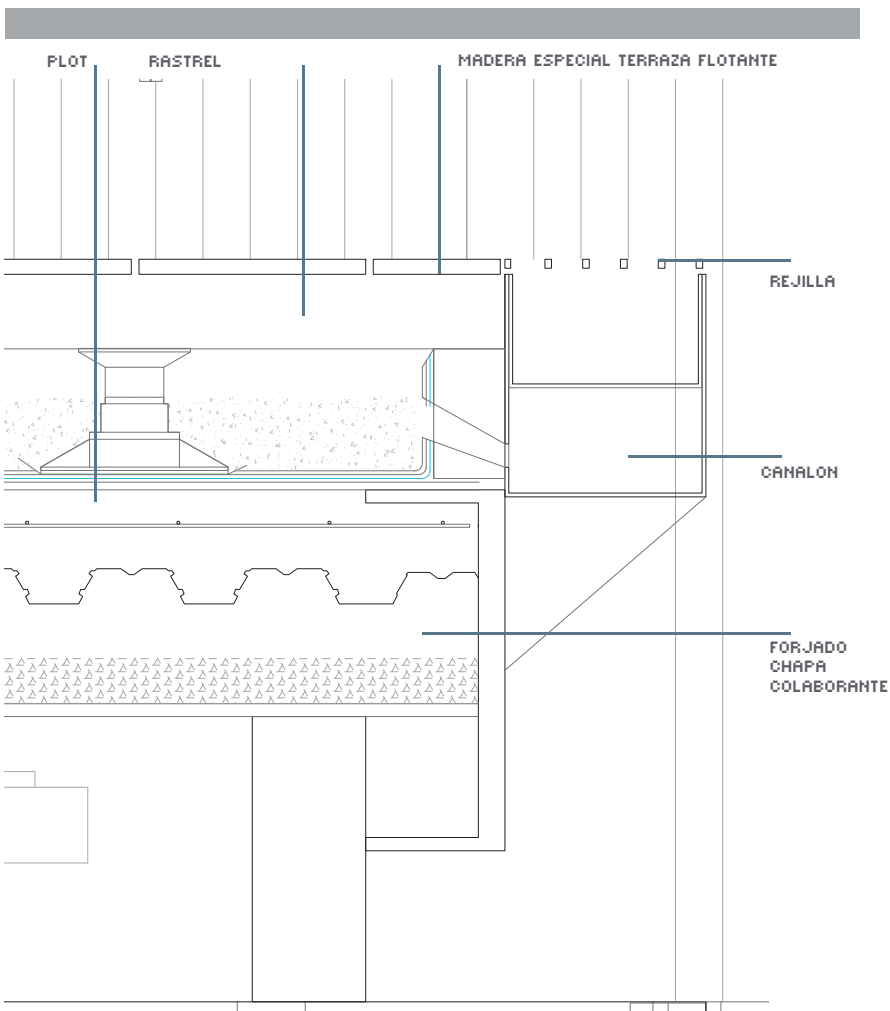 PLOT
RASTREL
MADERA ESPECIAL TERRAZA FLOTANTE
REJILLA
CANALON
FORJADO
CHAPA
COLABORANTE